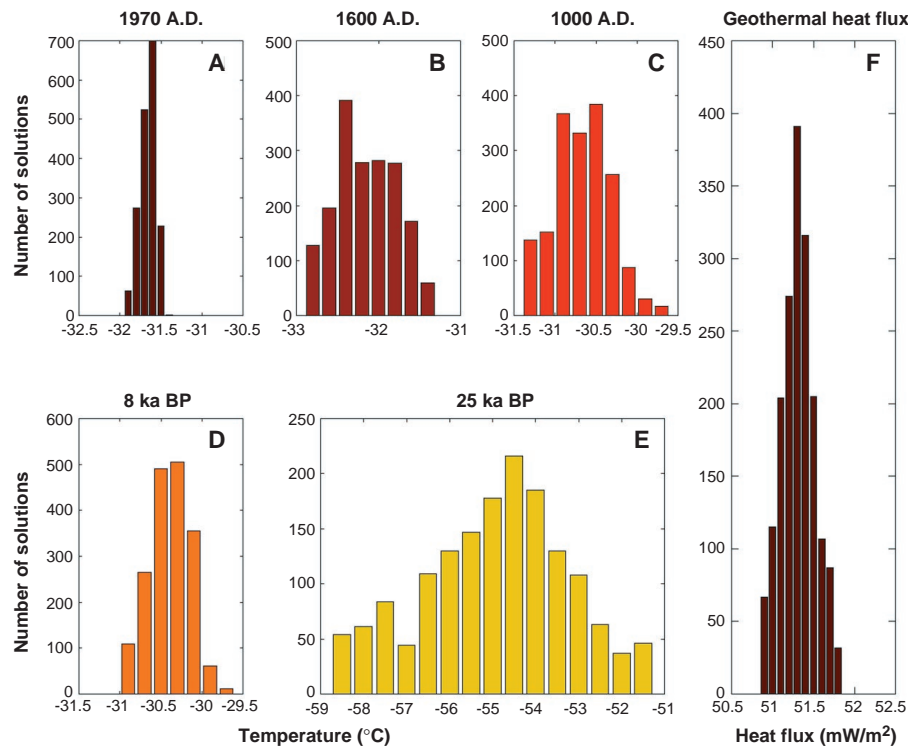 1970 A.D.
1600 A.D.
1000 A.D.
Geothermal heat flux
A
B
C
F
Number of solutions
700
600
500
400
300
200
100
0
-32.5 -32 -31.5 -31 -30.5
500
400
300
200
100
0
-33 -32 -31
500
400
300
200
100
0
-31.5 -31 -30.5 -30 -29.5
450
400
350
300
250
200
150
100
50
0
50.5 51 51.5 52 52.5
Heat flux (mW/m²)
8 ka BP
25 ka BP
D
E
Number of solutions
600
500
400
300
200
100
0
-31.5 -31 -30.5 -30 -29.5
250
200
150
100
50
0
-59 -58 -57 -56 -55 -54 -53 -52 -51
Temperature (°C)